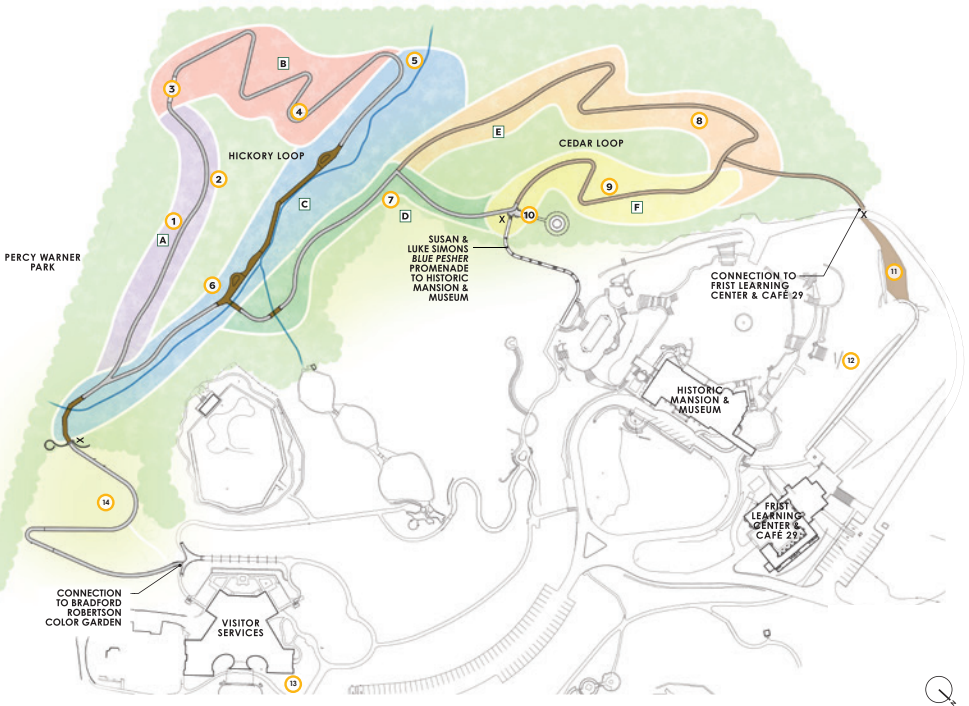 B
5
3
4
8
E
CEDAR LOOP
HICKORY LOOP
2
9
7
C
F
1
D
10
X
X
A
SUSAN &
LUKE SIMONS
BLUE PESHER
PROMENADE
TO HISTORIC
MANSION &
MUSEUM
PERCY WARNER
PARK
CONNECTION TO
FRIST LEARNING
CENTER & CAFÉ 29
11
6
12
HISTORIC
MANSION &
MUSEUM
X
14
FRIST
LEARNING
CENTER &
CAFÉ 29
CONNECTION
TO BRADFORD
ROBERTSON
COLOR GARDEN
VISITOR
SERVICES
13
N